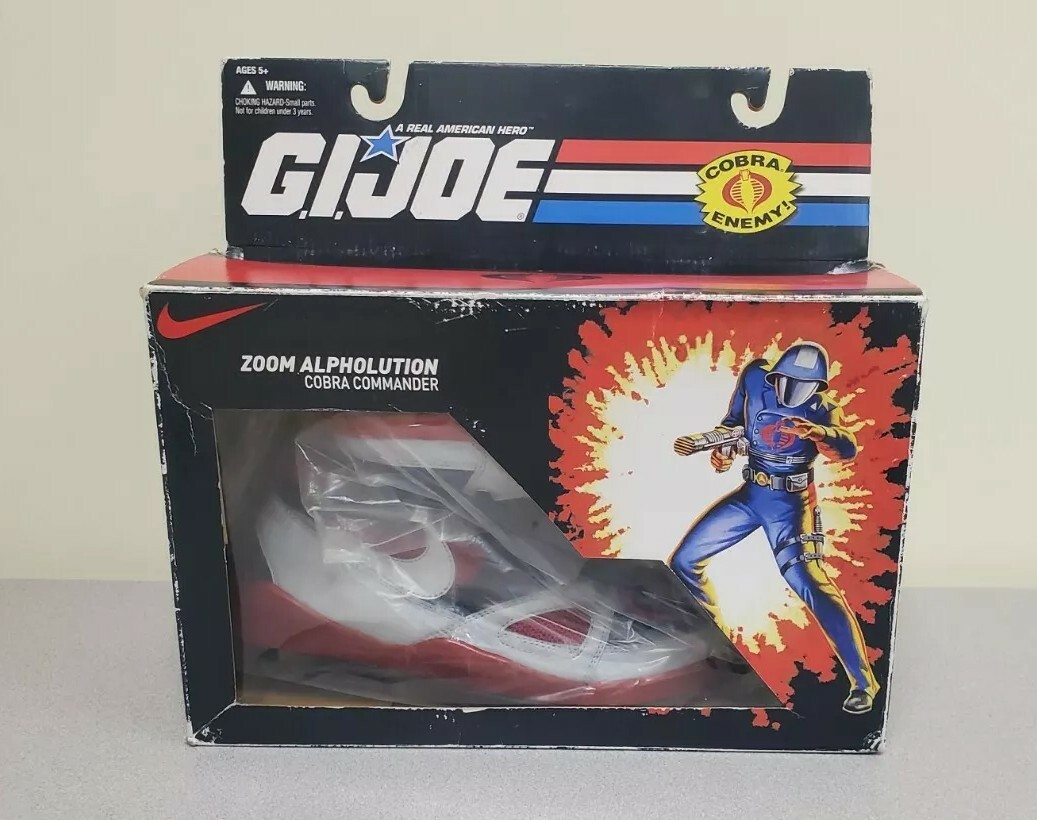 AGES 5+
WARNING:
CHOKING HAZARD-Small parts.
Not for children under 3 years.
A REAL AMERICAN HERO™
G.I.JOE®
COBRA
ENEMY!
ZOOM ALPHOLUTION
COBRA COMMANDER